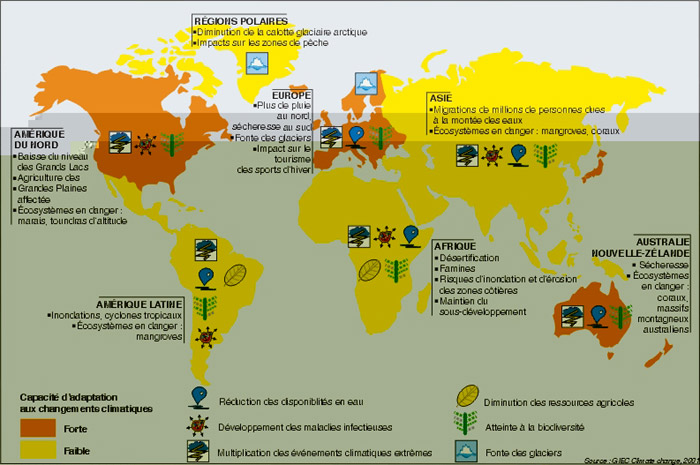 RÉGIONS POLAIRES
▪Diminution de la calotte glaciaire arctique
▪Impacts sur les zones de pêche
EUROPE
▪Plus de pluie
au nord,
sécheresse au sud
▪Fonte des glaciers
▪Impact sur le
tourisme
des sports d'hiver
ASIE
▪Migrations de millions de personnes dues
à la montée des eaux
▪Écosystèmes en danger : mangroves, coraux
AMÉRIQUE
DU NORD
▪Baisse du niveau
des Grands Lacs
▪Agriculture des
▪Grandes Plaines
affectée
▪Écosystèmes en danger :
marais, toundras d'altitude
AFRIQUE
▪Désertification
▪Famines
▪Risques d'inondation et d'érosion
des zones côtières
▪Maintien du
sous-développement
AUSTRALIE
NOUVELLE-ZÉLANDE
▪Sécheresse
▪Écosystèmes
en danger :
coraux,
massifs
montagneux
australiens
AMÉRIQUE LATINE
▪Inondations, cyclones tropicaux
▪Écosystèmes en danger :
mangroves
Capacité d'adaptation
aux changements climatiques
Forte
Faible
Réduction des disponiblités en eau
Développement des maladies infectieuses
Multiplication des événements climatiques extrêmes
Diminution des ressources agricoles
Atteinte à la biodiversité
Fonte des glaciers
Source : GIEC Climate change, 2001